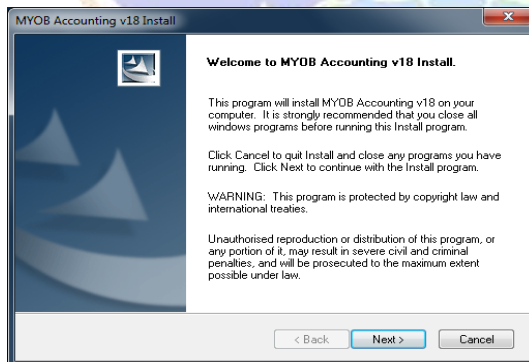 MYOB Accounting v18 Install
Welcome to MYOB Accounting v18 Install.
This program will install MYOB Accounting v18 on your
computer. It is strongly recommended that you close all
windows programs before running this Install program.
Click Cancel to quit Install and close any programs you have
running. Click Next to continue with the Install program.
WARNING: This program is protected by copyright law and
international treaties.
Unauthorised reproduction or distribution of this program, or
any portion of it, may result in severe civil and criminal
penalties, and will be prosecuted to the maximum extent
possible under law.
< Back Next > Cancel